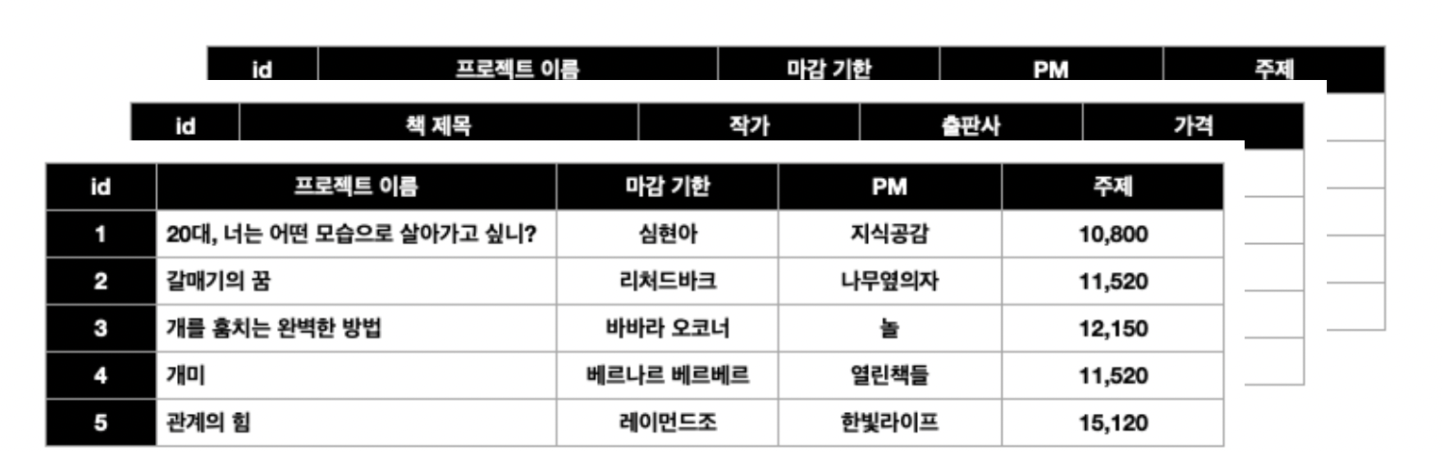 id 프로젝트 이름 마감 기한 PM 주제
id 책 제목 작가 출판사 가격
id 프로젝트 이름 마감 기한 PM 주제
1 20대, 너는 어떤 모습으로 살아가고 싶니? 심현아 지식공감 10,800
2 갈매기의 꿈 리처드바크 나무옆의자 11,520
3 개를 훔치는 완벽한 방법 바바라 오코너 놀 12,150
4 개미 베르나르 베르베르 열린책들 11,520
5 관계의 힘 레이먼드조 한빛라이프 15,120